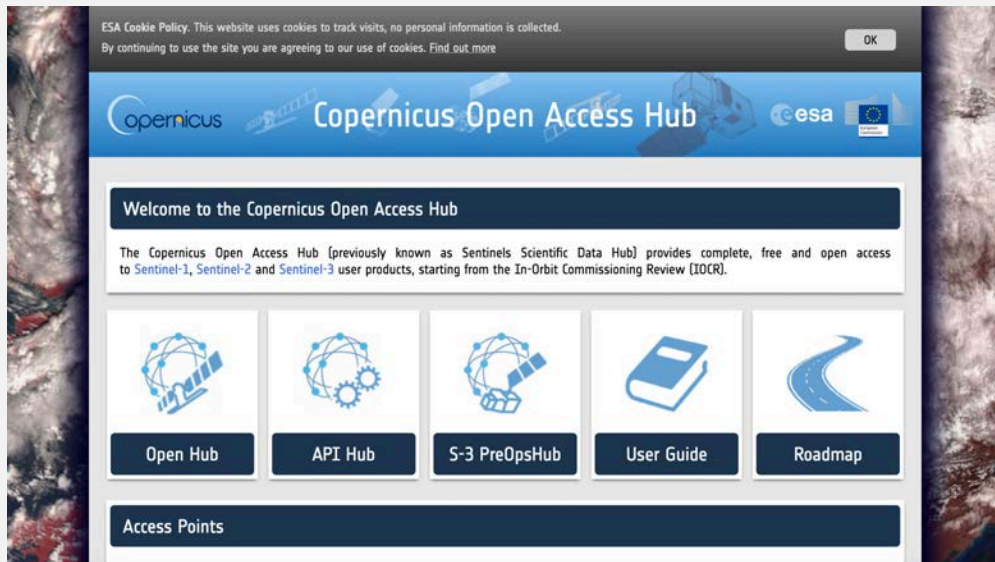 ESA Cookie Policy. This website uses cookies to track visits, no personal information is collected.
By continuing to use the site you are agreeing to our use of cookies. Find out more
OK
opernicus
Copernicus Open Access Hub
esa
Welcome to the Copernicus Open Access Hub
The Copernicus Open Access Hub (previously known as Sentinels Scientific Data Hub) provides complete, free and open access
to Sentinel-1, Sentinel-2 and Sentinel-3 user products, starting from the In-Orbit Commissioning Review (IOCR).
Open Hub
API Hub
S-3 PreOpsHub
User Guide
Roadmap
Access Points